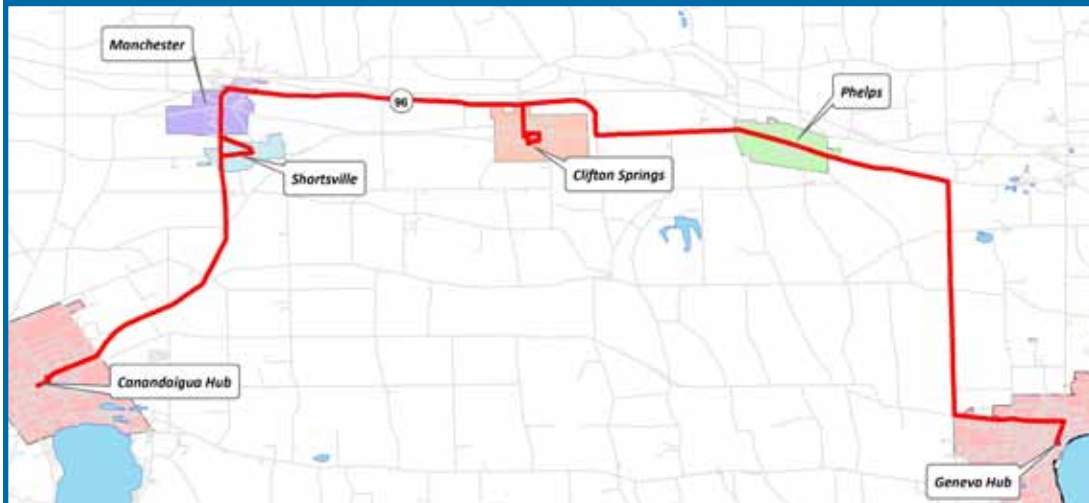 Manchester
96
Phelps
Shortsville
Clifton Springs
Canandaigua Hub
Geneva Hub